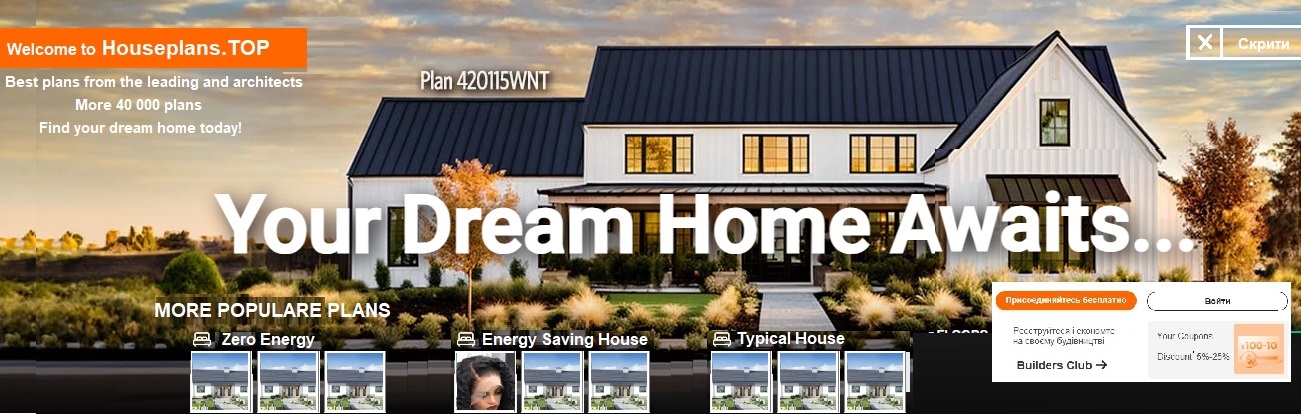 Welcome to Houseplans.TOP
Best plans from the leading and architects
More 40 000 plans
Find your dream home today!
Plan 420115WNT
Скрити
Your Dream Home Awaits...
MORE POPULARE PLANS
Zero Energy
Energy Saving House
Typical House
Присоединяйтесь бесплатно
Войти
Реєструйтеся і економте
на своєму будівництві
Builders Club →
Your Coupons
Discount 5%-25%
$100-10